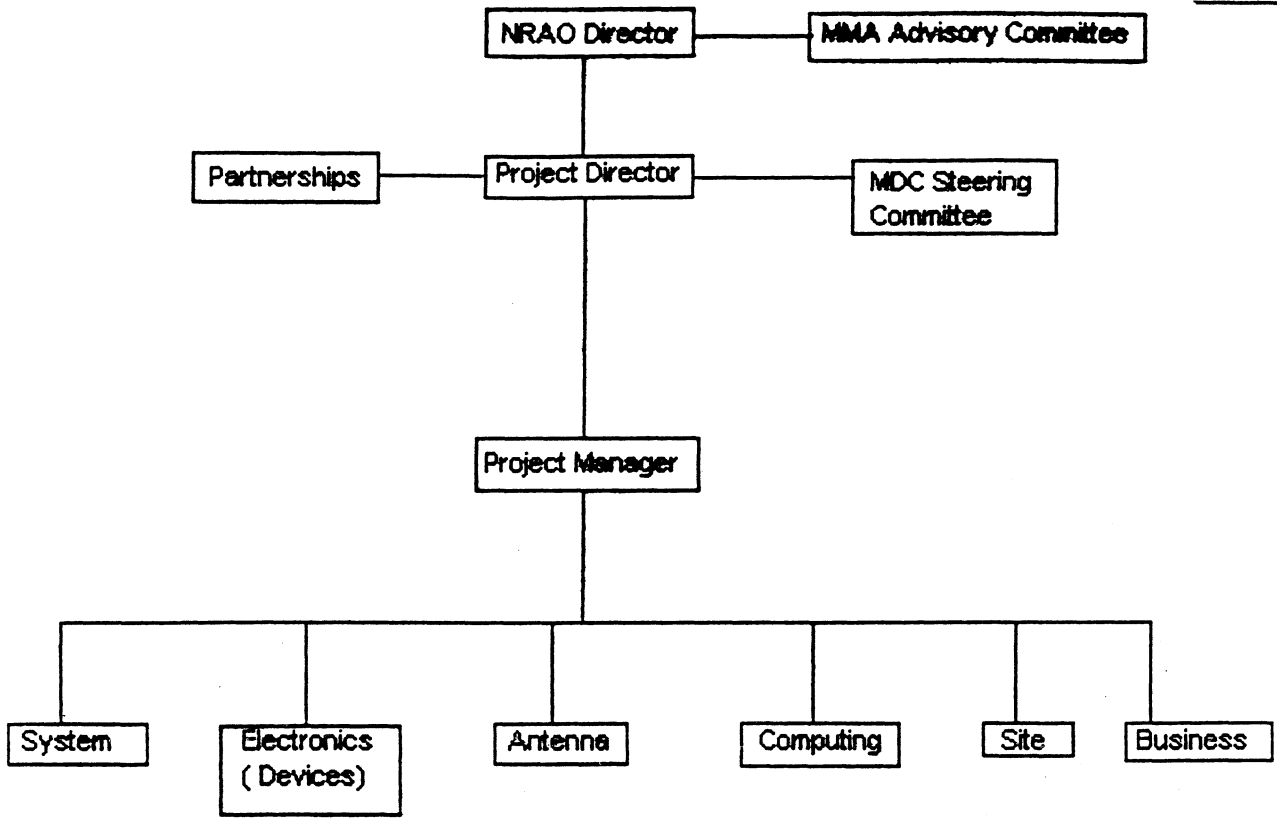 NRAO Director
MMA Advisory Committee
Partnerships
Project Director
MDC Steering
Committee
Project Manager
System
Electronics
( Devices)
Antenna
Computing
Site
Business